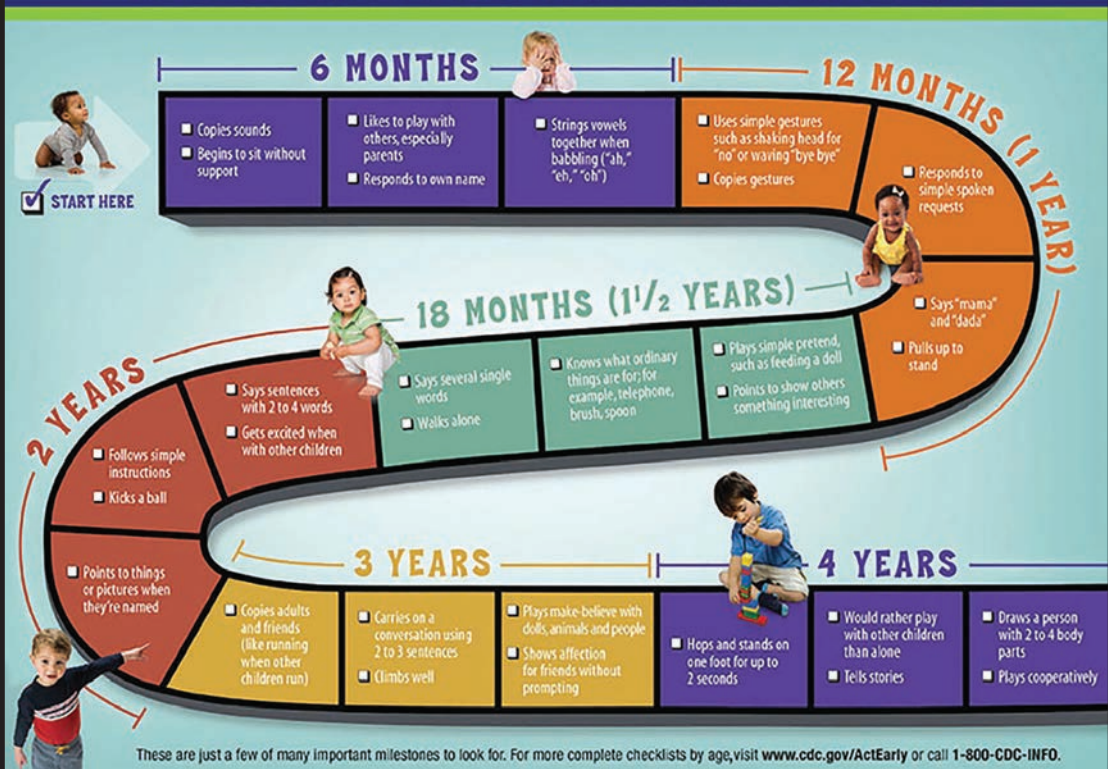 6 MONTHS
12 MONTHS (1 YEAR)
START HERE
Copies sounds
Begins to sit without
support
Likes to play with
others, especially
parents
Responds to own name
Strings vowels
together when
babbling ("ah,"
"eh," "oh")
Uses simple gestures
such as shaking head for
"no" or waving "bye bye"
Copies gestures
Responds to
simple spoken
requests
Says "mama"
and "dada"
Pulls up to
stand
18 MONTHS (1 1/2 YEARS)
Plays simple pretend,
such as feeding a doll
Points to show others
something interesting
Knows what ordinary
things are for; for
example, telephone,
brush, spoon
Says several single
words
Walks alone
2 YEARS
Says sentences
with 2 to 4 words
Gets excited when
with other children
Follows simple
instructions
Kicks a ball
Points to things
or pictures when
they're named
3 YEARS
Copies adults
and friends
(like running
when other
children run)
Carries on a
conversation using
2 to 3 sentences
Climbs well
Plays make-believe with
dolls, animals and people
Shows affection
for friends without
prompting
4 YEARS
Hops and stands on
one foot for up to
2 seconds
Would rather play
with other children
than alone
Tells stories
Draws a person
with 2 to 4 body
parts
Plays cooperatively
These are just a few of many important milestones to look for. For more complete checklists by age, visit www.cdc.gov/ActEarly or call 1-800-CDC-INFO.